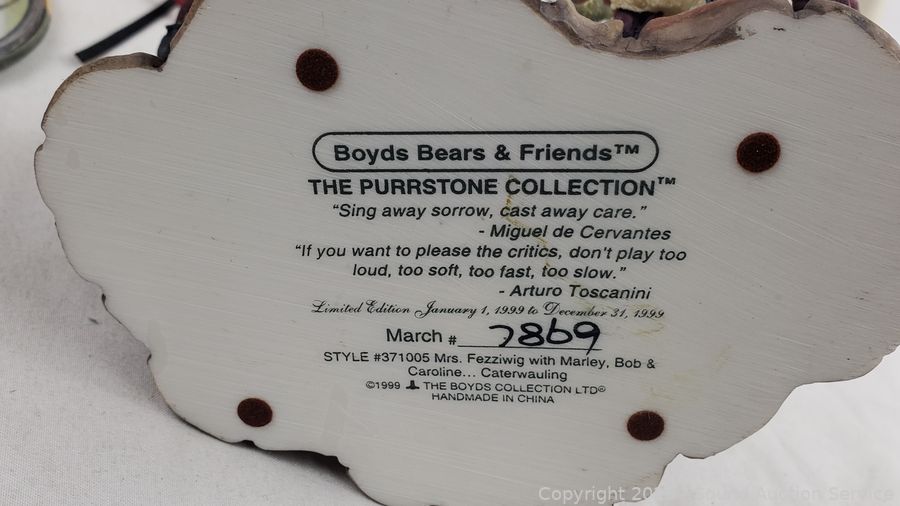 Boyds Bears & Friends™
THE PURRSTONE COLLECTION™
“Sing away sorrow, cast away care.”
- Miguel de Cervantes
“If you want to please the critics, don't play too
loud, too soft, too fast, too slow.”
- Arturo Toscanini
Limited Edition January 1, 1999 to December 31, 1999
March # 7869
STYLE #371005 Mrs. Fezziwig with Marley, Bob &
Caroline... Caterwauling
©1999 THE BOYDS COLLECTION LTD®
HANDMADE IN CHINA
Copyright Auction Service